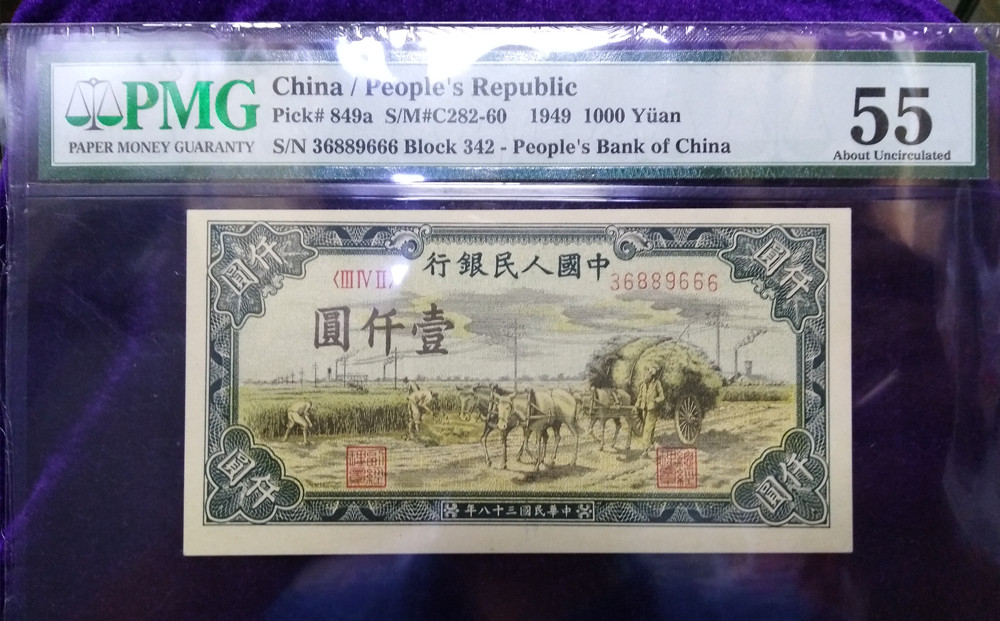 PMG
PAPER MONEY GUARANTY
China / People's Republic
Pick# 849a S/M#C282-60 1949 1000 Yüan
S/N 36889666 Block 342 - People's Bank of China
55
About Uncirculated
行銀民人國中
〈III IV II〉
36889666
圓仟壹
圓仟
圓仟
圓仟
圓仟
年八十三國民華中